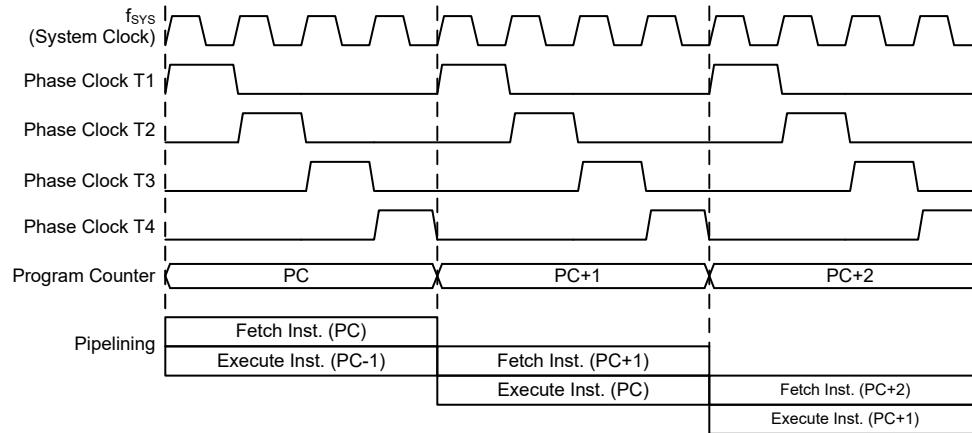 fSYS
(System Clock)
Phase Clock T1
Phase Clock T2
Phase Clock T3
Phase Clock T4
Program Counter PC PC+1 PC+2
Pipelining
Fetch Inst. (PC)
Execute Inst. (PC-1) Fetch Inst. (PC+1)
Execute Inst. (PC) Fetch Inst. (PC+2)
Execute Inst. (PC+1)